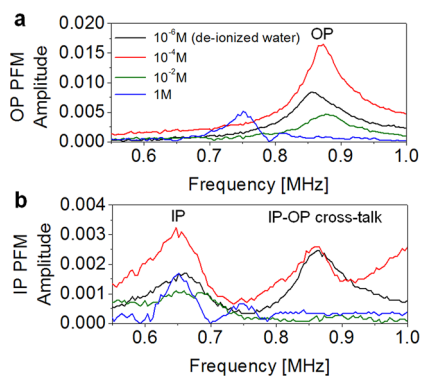 a
OP PFM
Amplitude
0.020
0.015
0.010
0.005
0.000
10⁻⁶M (de-ionized water)
10⁻⁴M
10⁻²M
1M
OP
0.6 0.7 0.8 0.9 1.0
Frequency [MHz]
b
IP PFM
Amplitude
0.005
0.004
0.003
0.002
0.001
0.000
IP
IP-OP cross-talk
0.6 0.7 0.8 0.9 1.0
Frequency [MHz]